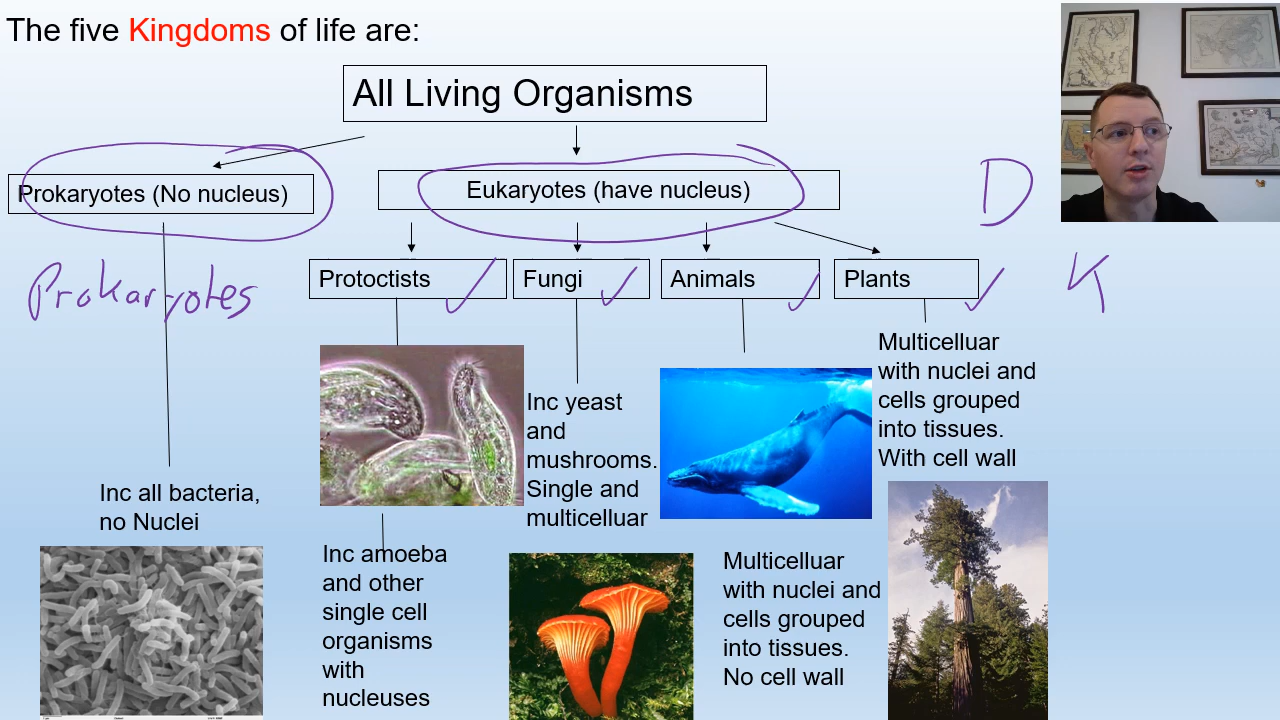 The five Kingdoms of life are:
All Living Organisms
Prokaryotes (No nucleus)
Eukaryotes (have nucleus)
D
Prokaryotes
Protoctists
Fungi
Animals
Plants
K
Multicelluar
with nuclei and
cells grouped
into tissues.
With cell wall
Inc yeast
and
mushrooms.
Single and
multicelluar
Inc all bacteria,
no Nuclei
Inc amoeba
and other
single cell
organisms
with
nucleuses
Multicelluar
with nuclei and
cells grouped
into tissues.
No cell wall